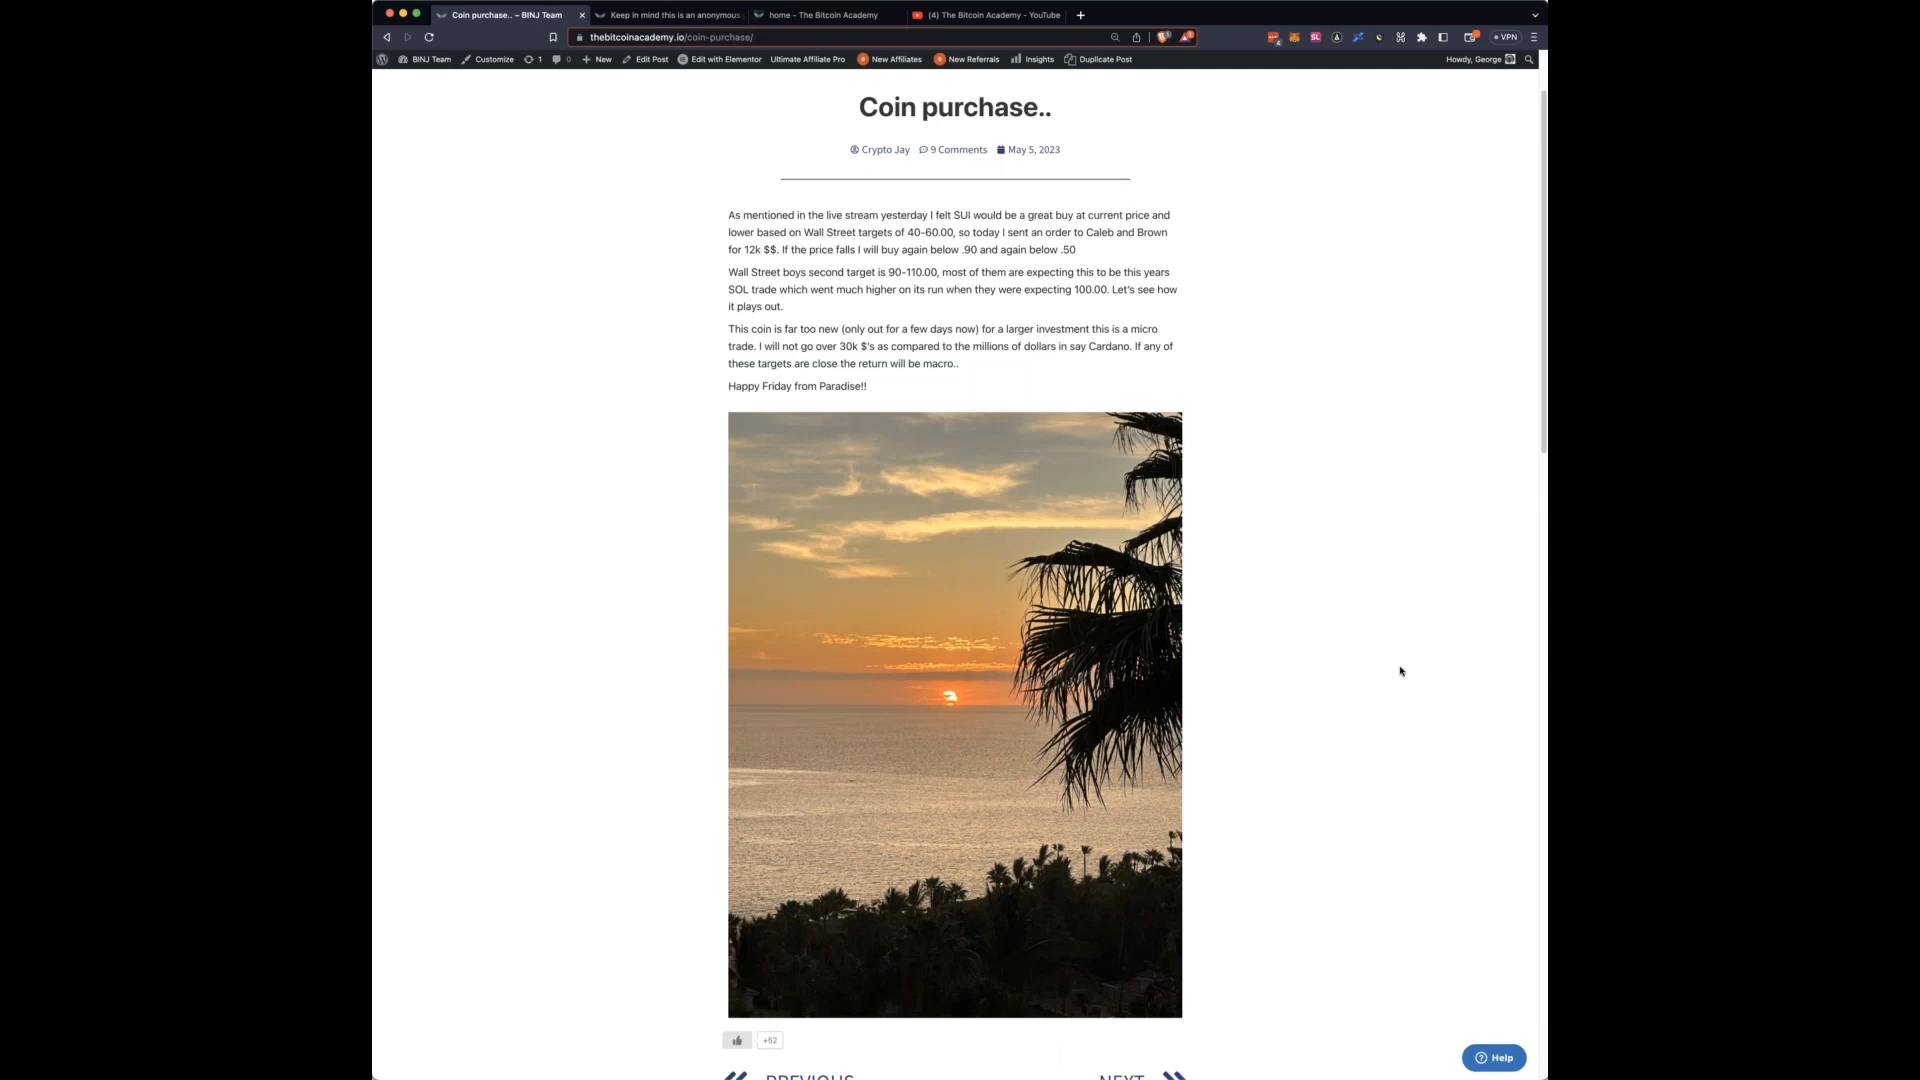 Coin purchase.. – BINJ Team
Keep in mind this is an anonymous
home - The Bitcoin Academy
(4) The Bitcoin Academy - YouTube
thebitcoinacademy.io/coin-purchase/
VPN
BINJ Team Customize 1 0 New Edit Post Edit with Elementor Ultimate Affiliate Pro 0 New Affiliates 0 New Referrals Insights Duplicate Post Howdy, George
Coin purchase..
Crypto Jay 9 Comments May 5, 2023
As mentioned in the live stream yesterday I felt SUI would be a great buy at current price and
lower based on Wall Street targets of 40-60.00, so today I sent an order to Caleb and Brown
for 12k $$. If the price falls I will buy again below .90 and again below .50
Wall Street boys second target is 90-110.00, most of them are expecting this to be this years
SOL trade which went much higher on its run when they were expecting 100.00. Let's see how
it plays out.
This coin is far too new (only out for a few days now) for a larger investment this is a micro
trade. I will not go over 30k $'s as compared to the millions of dollars in say Cardano. If any of
these targets are close the return will be macro..
Happy Friday from Paradise!!
+52
Help
PREVIOUS NEXT